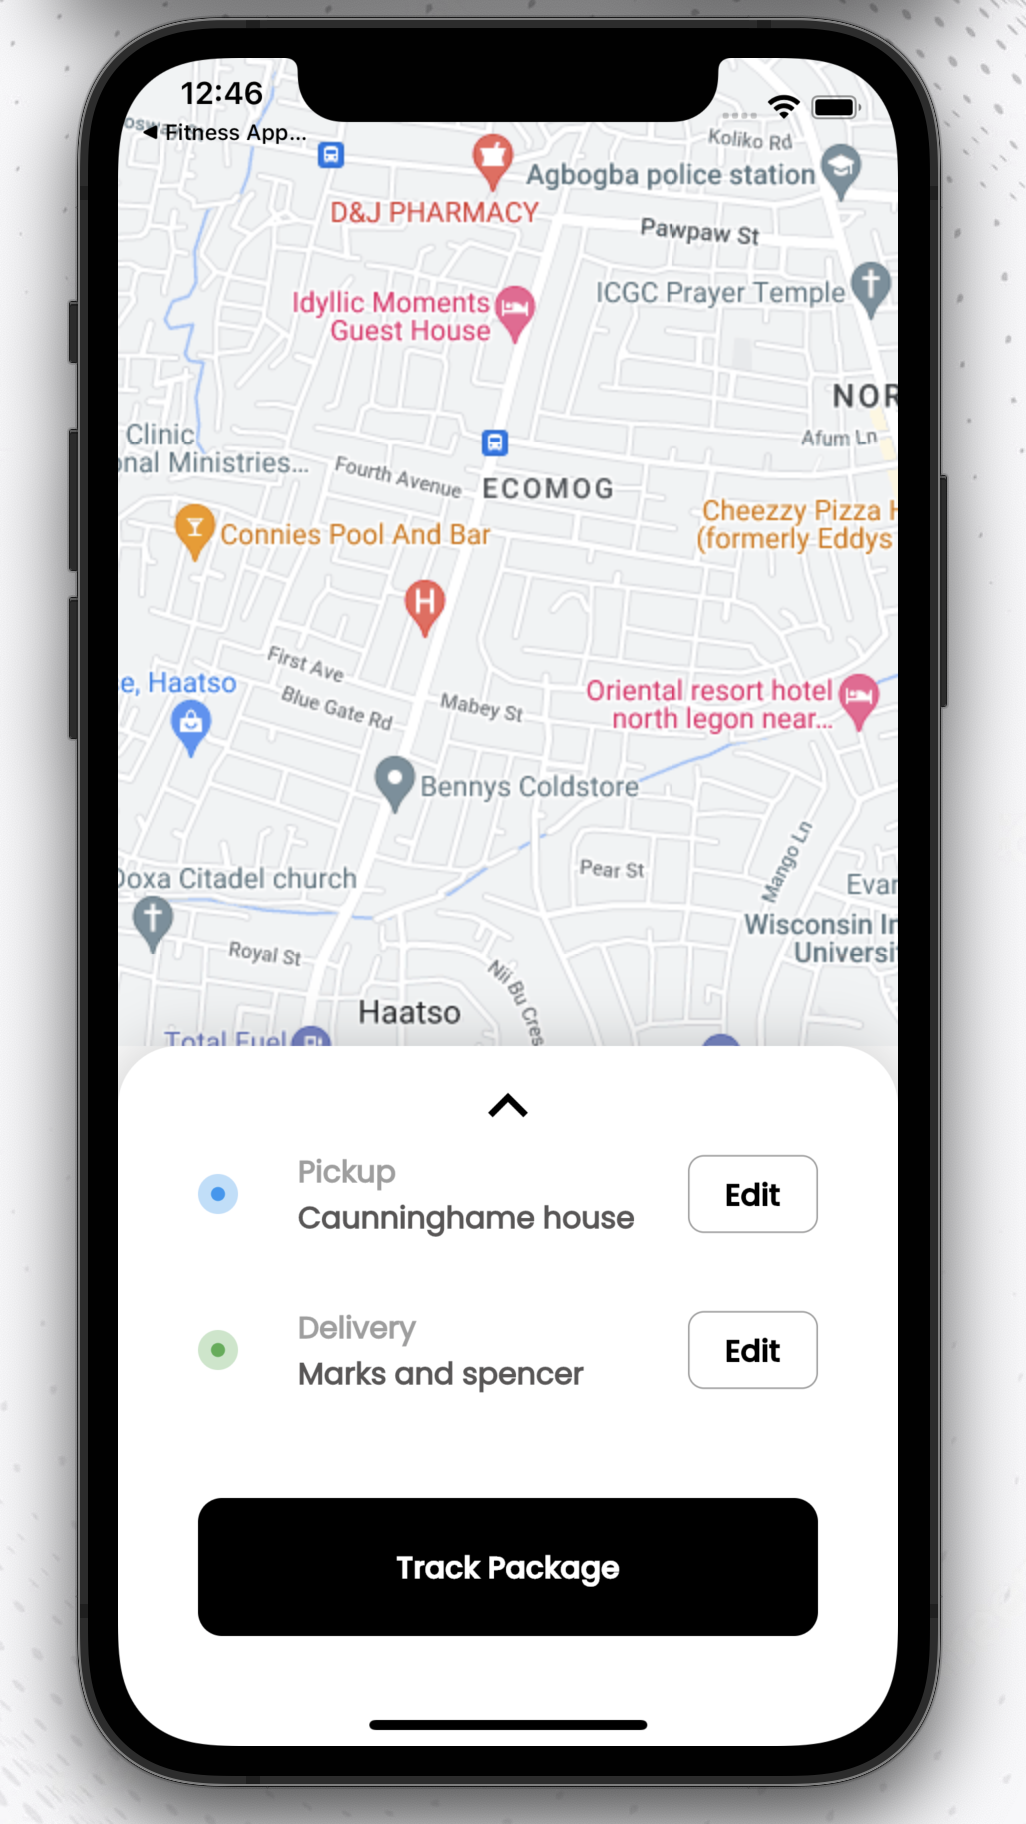 12:46
Fitness App...
Koliko Rd
Agbogba police station
D&J PHARMACY
Pawpaw St
ICGC Prayer Temple
Idyllic Moments
Guest House
NOR
Afum Ln
Clinic
onal Ministries...
Fourth Avenue
ECOMOG
Cheezzy Pizza H
(formerly Eddys
Connies Pool And Bar
H
First Ave
e, Haatso
Blue Gate Rd
Mabey St
Oriental resort hotel
north legon near...
Bennys Coldstore
Mango Ln
Pear St
Doxa Citadel church
Evan
Wisconsin In
Universit
Royal St
Nii Bu Cres
Haatso
Total Fuel
Pickup
Caunninghame house
Edit
Delivery
Marks and spencer
Edit
Track Package